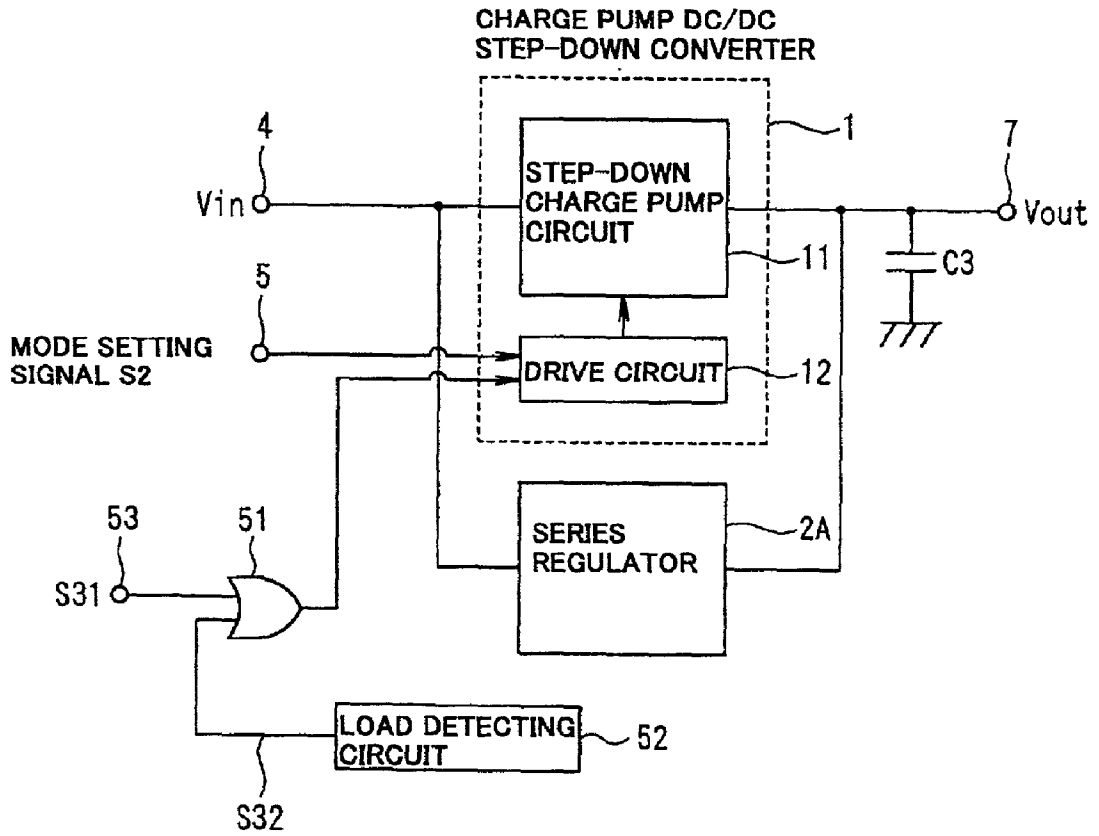 CHARGE PUMP DC/DC
STEP-DOWN CONVERTER
4
1
7
Vin
STEP-DOWN
CHARGE PUMP
CIRCUIT
Vout
11
C3
5
MODE SETTING
SIGNAL S2
DRIVE CIRCUIT
12
53
51
SERIES
REGULATOR
2A
S31
LOAD DETECTING
CIRCUIT
52
S32